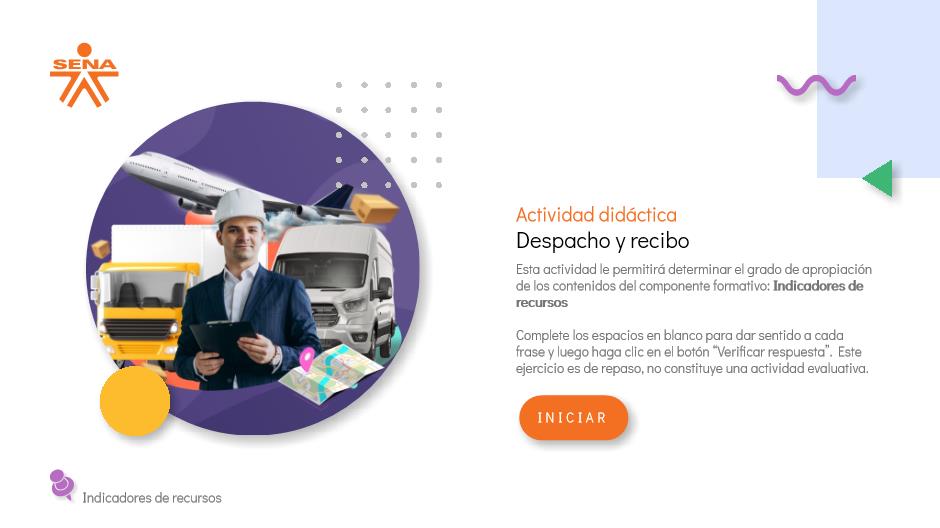 SENA
Actividad didáctica
Despacho y recibo
Esta actividad le permitirá determinar el grado de apropiación
de los contenidos del componente formativo: Indicadores de
recursos
Complete los espacios en blanco para dar sentido a cada
frase y luego haga clic en el botón “Verificar respuesta”. Este
ejercicio es de repaso, no constituye una actividad evaluativa.
INICIAR
Indicadores de recursos